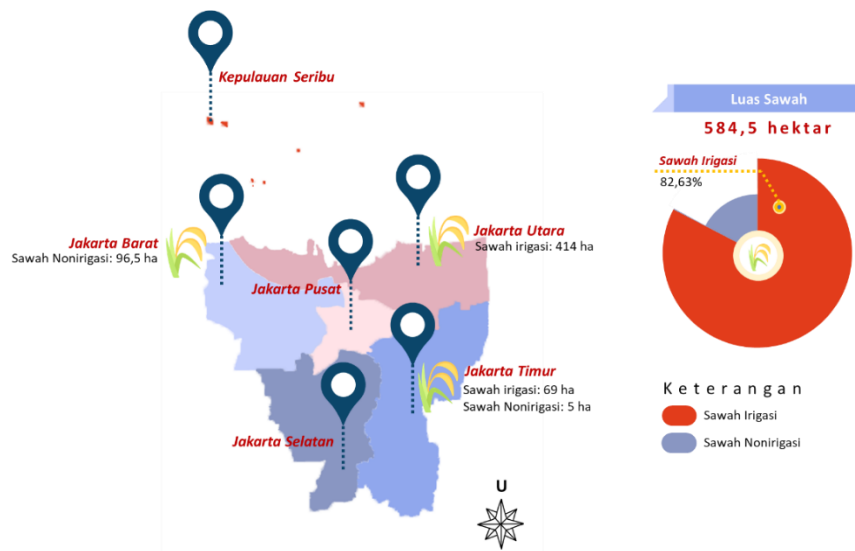 Kepulauan Seribu
Jakarta Barat
Sawah Nonirigasi: 96,5 ha
Jakarta Utara
Sawah irigasi: 414 ha
Jakarta Pusat
Jakarta Timur
Sawah irigasi: 69 ha
Sawah Nonirigasi: 5 ha
Jakarta Selatan
U
Luas Sawah
584,5 hektar
Sawah Irigasi
82,63%
Keterangan
Sawah Irigasi
Sawah Nonirigasi